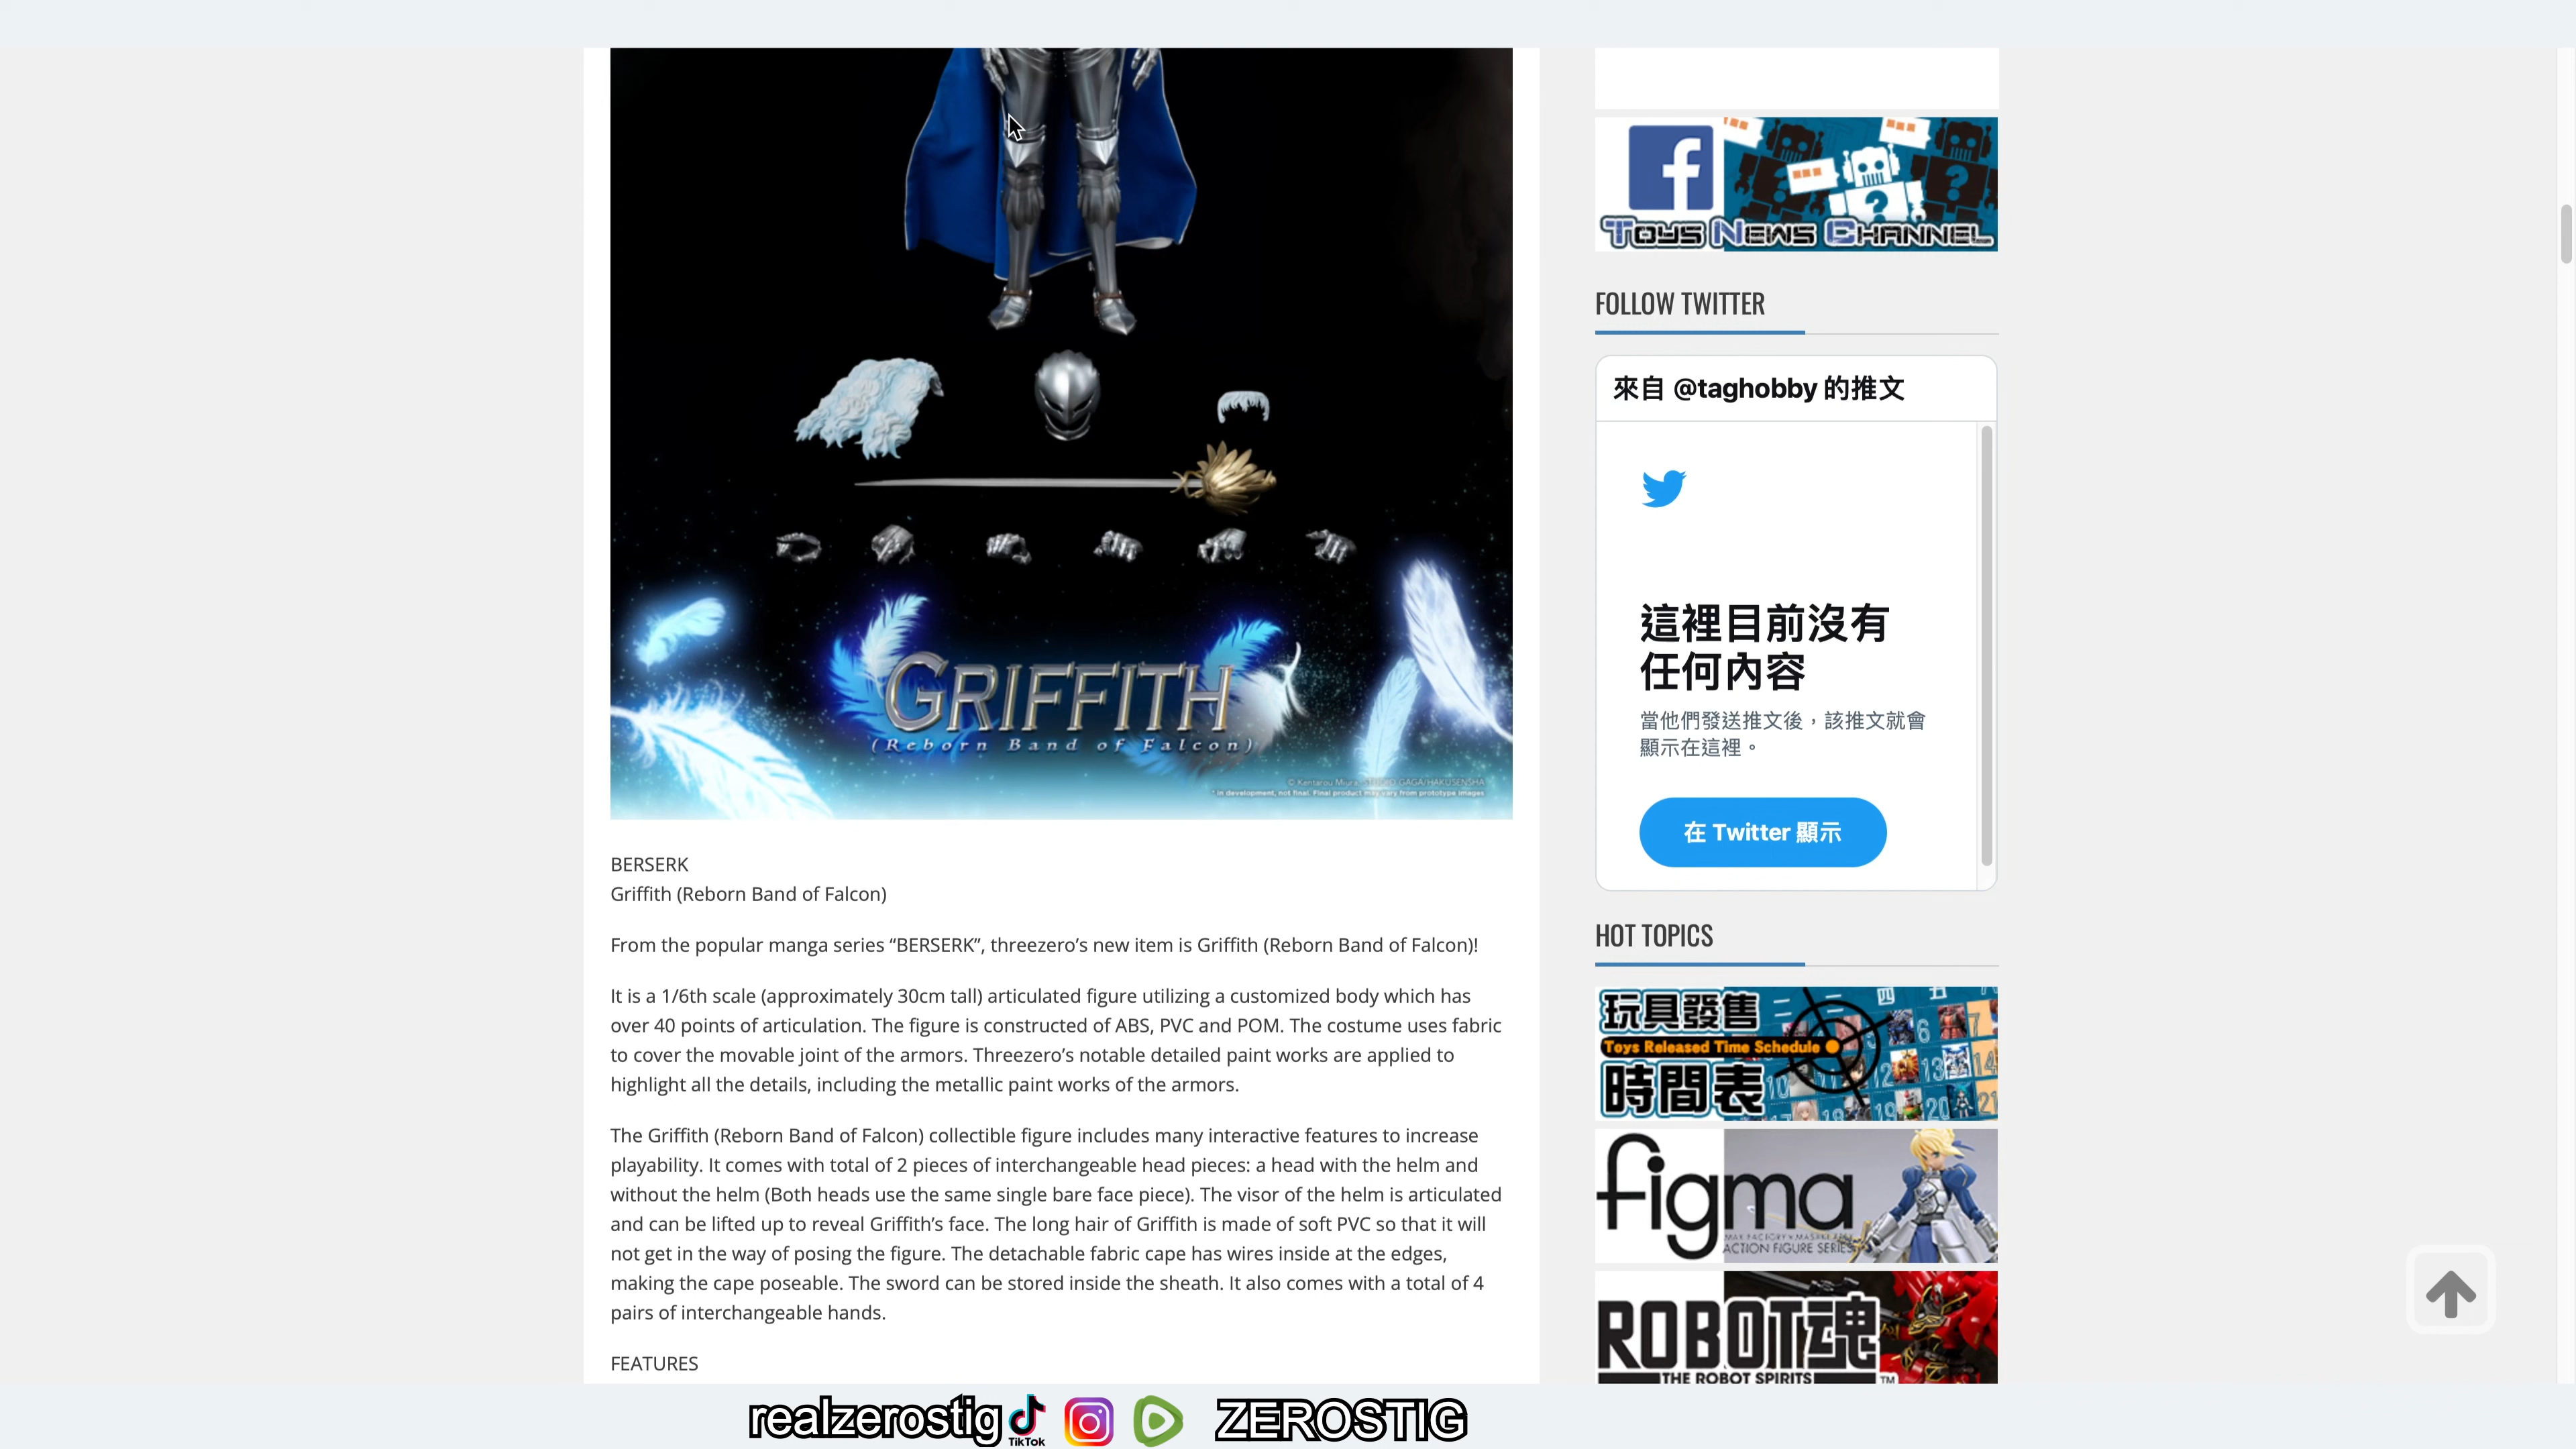 GRIFFITH
(Reborn Band of Falcon)
© Kentarou Miura
* In development, not final. Final product may vary from prototype images
BERSERK
Griffith (Reborn Band of Falcon)
From the popular manga series “BERSERK”, threezero’s new item is Griffith (Reborn Band of Falcon)!
It is a 1/6th scale (approximately 30cm tall) articulated figure utilizing a customized body which has
over 40 points of articulation. The figure is constructed of ABS, PVC and POM. The costume uses fabric
to cover the movable joint of the armors. Threezero’s notable detailed paint works are applied to
highlight all the details, including the metallic paint works of the armors.
The Griffith (Reborn Band of Falcon) collectible figure includes many interactive features to increase
playability. It comes with total of 2 pieces of interchangeable head pieces: a head with the helm and
without the helm (Both heads use the same single bare face piece). The visor of the helm is articulated
and can be lifted up to reveal Griffith’s face. The long hair of Griffith is made of soft PVC so that it will
not get in the way of posing the figure. The detachable fabric cape has wires inside at the edges,
making the cape poseable. The sword can be stored inside the sheath. It also comes with a total of 4
pairs of interchangeable hands.
FEATURES
TOYS NEWS CHANNEL
FOLLOW TWITTER
來自 @taghobby 的推文
這裡目前沒有
任何內容
當他們發送推文後，該推文就會
顯示在這裡。
在 Twitter 顯示
HOT TOPICS
玩具發售
Toys Released Time Schedule
時間表
figma
ACTION FIGURE SERIES
ROBOT魂
THE ROBOT SPIRITS TM
realzerostig TikTok ZEROSTIG